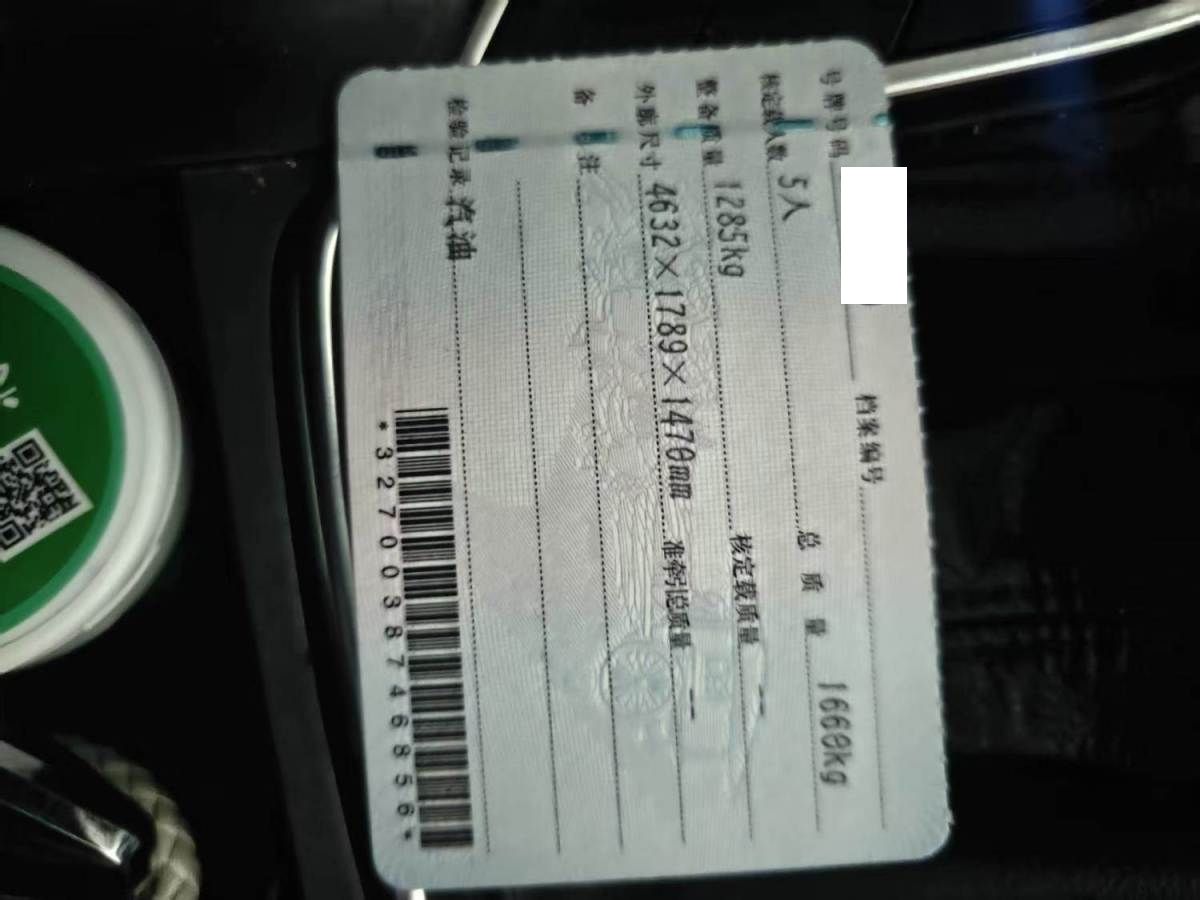 号牌号码 档案编号
核定载人数 5人 总质量 1660kg
整备质量 1285kg 核定载质量 --
外廓尺寸 4632×1789×1470mm 准牵引总质量 --
备注
检验记录 汽油
*3270038746856*